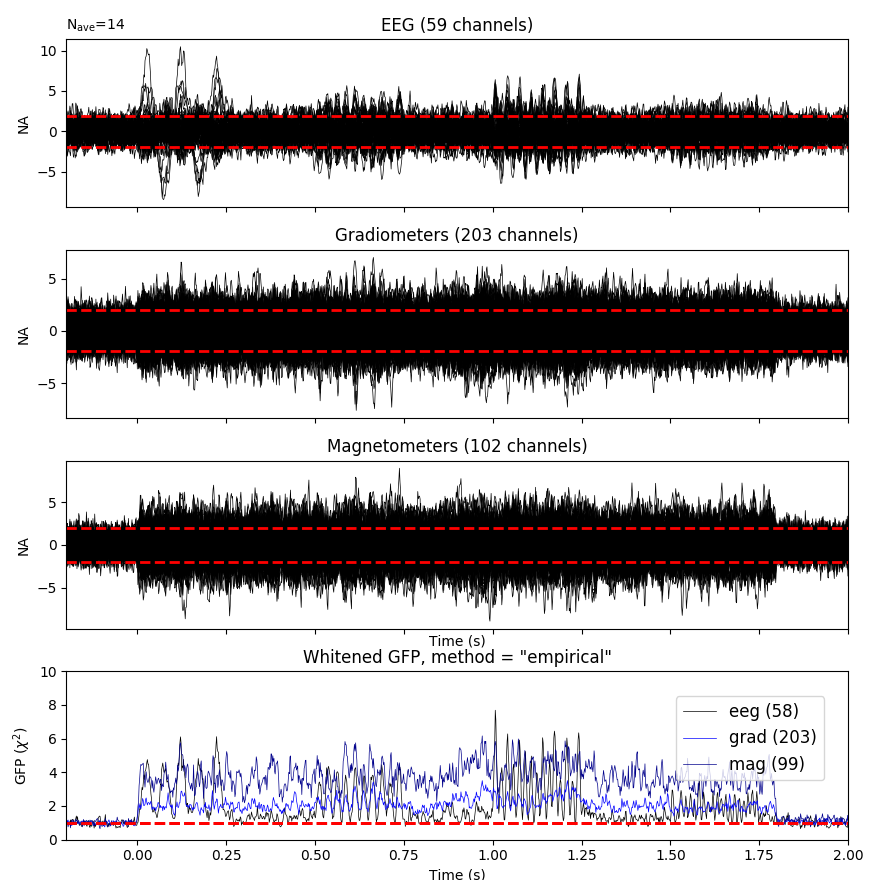 N_ave=14
EEG (59 channels)
10
5
0
−5
NA
Gradiometers (203 channels)
5
0
−5
NA
Magnetometers (102 channels)
5
0
−5
NA
Time (s)
Whitened GFP, method = "empirical"
10
8
6
4
2
0
GFP (χ²)
eeg (58)
grad (203)
mag (99)
0.00 0.25 0.50 0.75 1.00 1.25 1.50 1.75 2.00
Time (s)